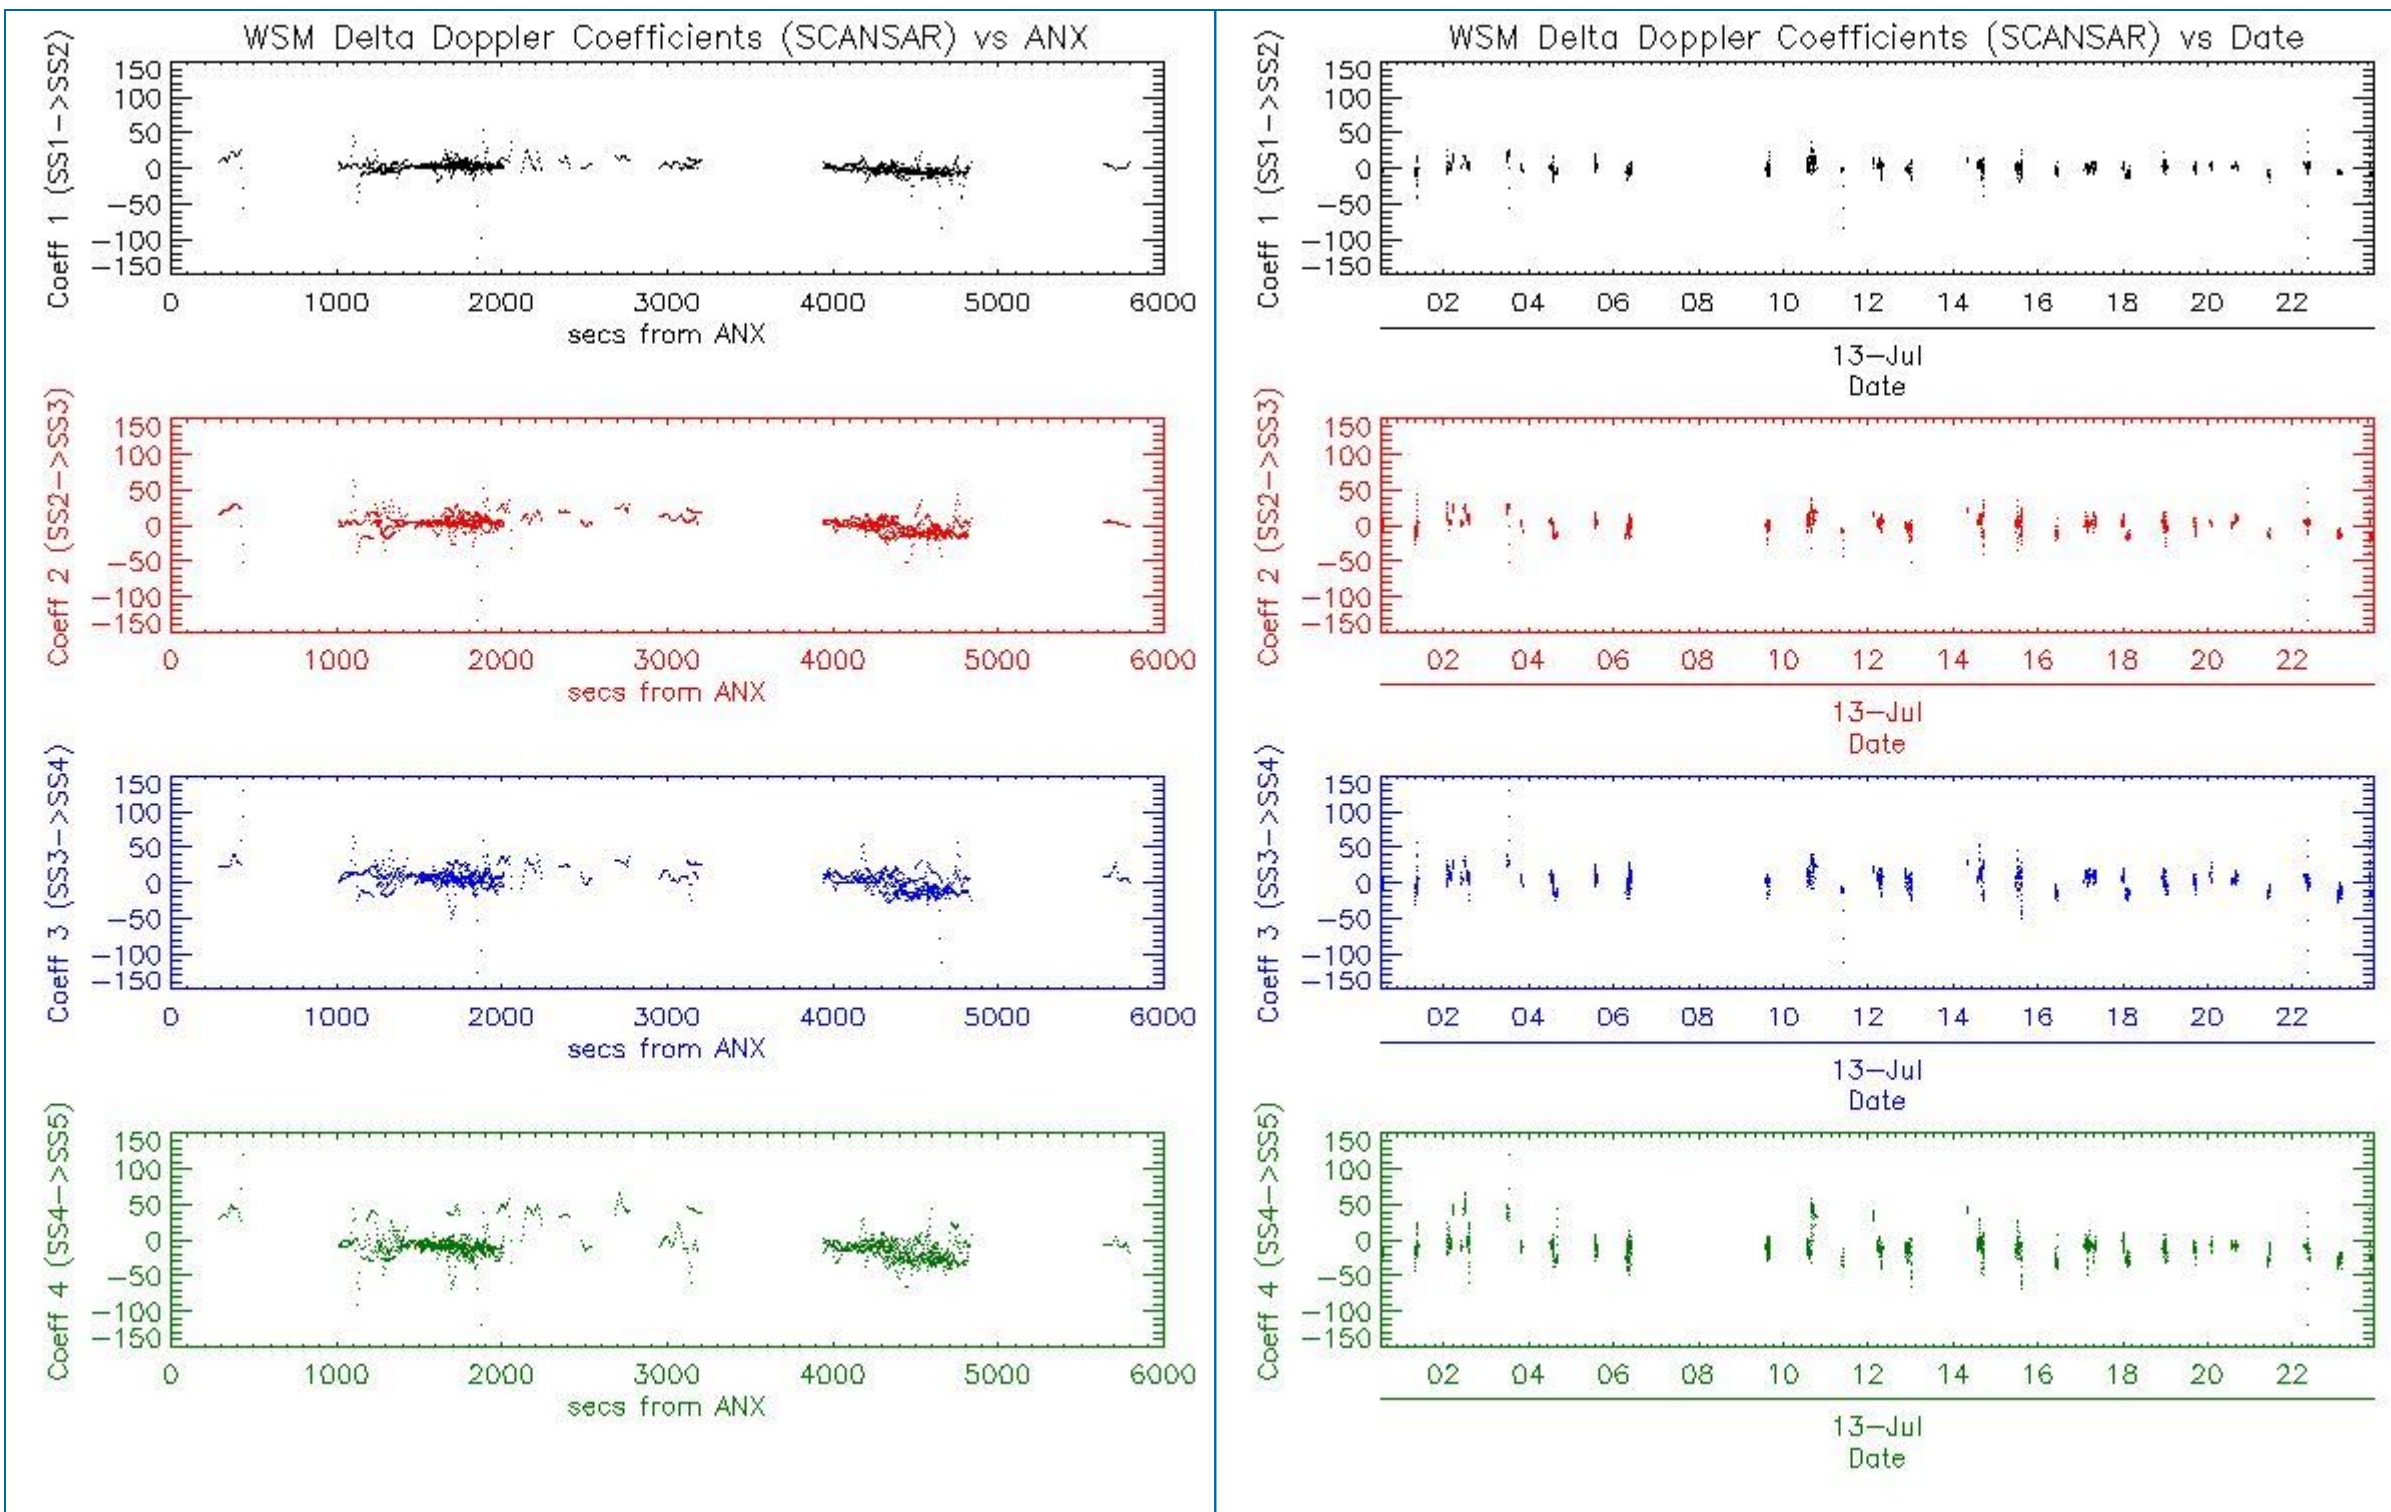 WSM Delta Doppler Coefficients (SCANSAR) vs ANX
Coeff 1 (SS1->SS2)
150
100
50
0
-50
-100
-150
0 1000 2000 3000 4000 5000 6000
secs from ANX
Coeff 2 (SS2->SS3)
150
100
50
0
-50
-100
-150
0 1000 2000 3000 4000 5000 6000
secs from ANX
Coeff 3 (SS3->SS4)
150
100
50
0
-50
-100
-150
0 1000 2000 3000 4000 5000 6000
secs from ANX
Coeff 4 (SS4->SS5)
150
100
50
0
-50
-100
-150
0 1000 2000 3000 4000 5000 6000
secs from ANX
WSM Delta Doppler Coefficients (SCANSAR) vs Date
Coeff 1 (SS1->SS2)
150
100
50
0
-50
-100
-150
02 04 06 08 10 12 14 16 18 20 22
13-Jul
Date
Coeff 2 (SS2->SS3)
150
100
50
0
-50
-100
-150
02 04 06 08 10 12 14 16 18 20 22
13-Jul
Date
Coeff 3 (SS3->SS4)
150
100
50
0
-50
-100
-150
02 04 06 08 10 12 14 16 18 20 22
13-Jul
Date
Coeff 4 (SS4->SS5)
150
100
50
0
-50
-100
-150
02 04 06 08 10 12 14 16 18 20 22
13-Jul
Date